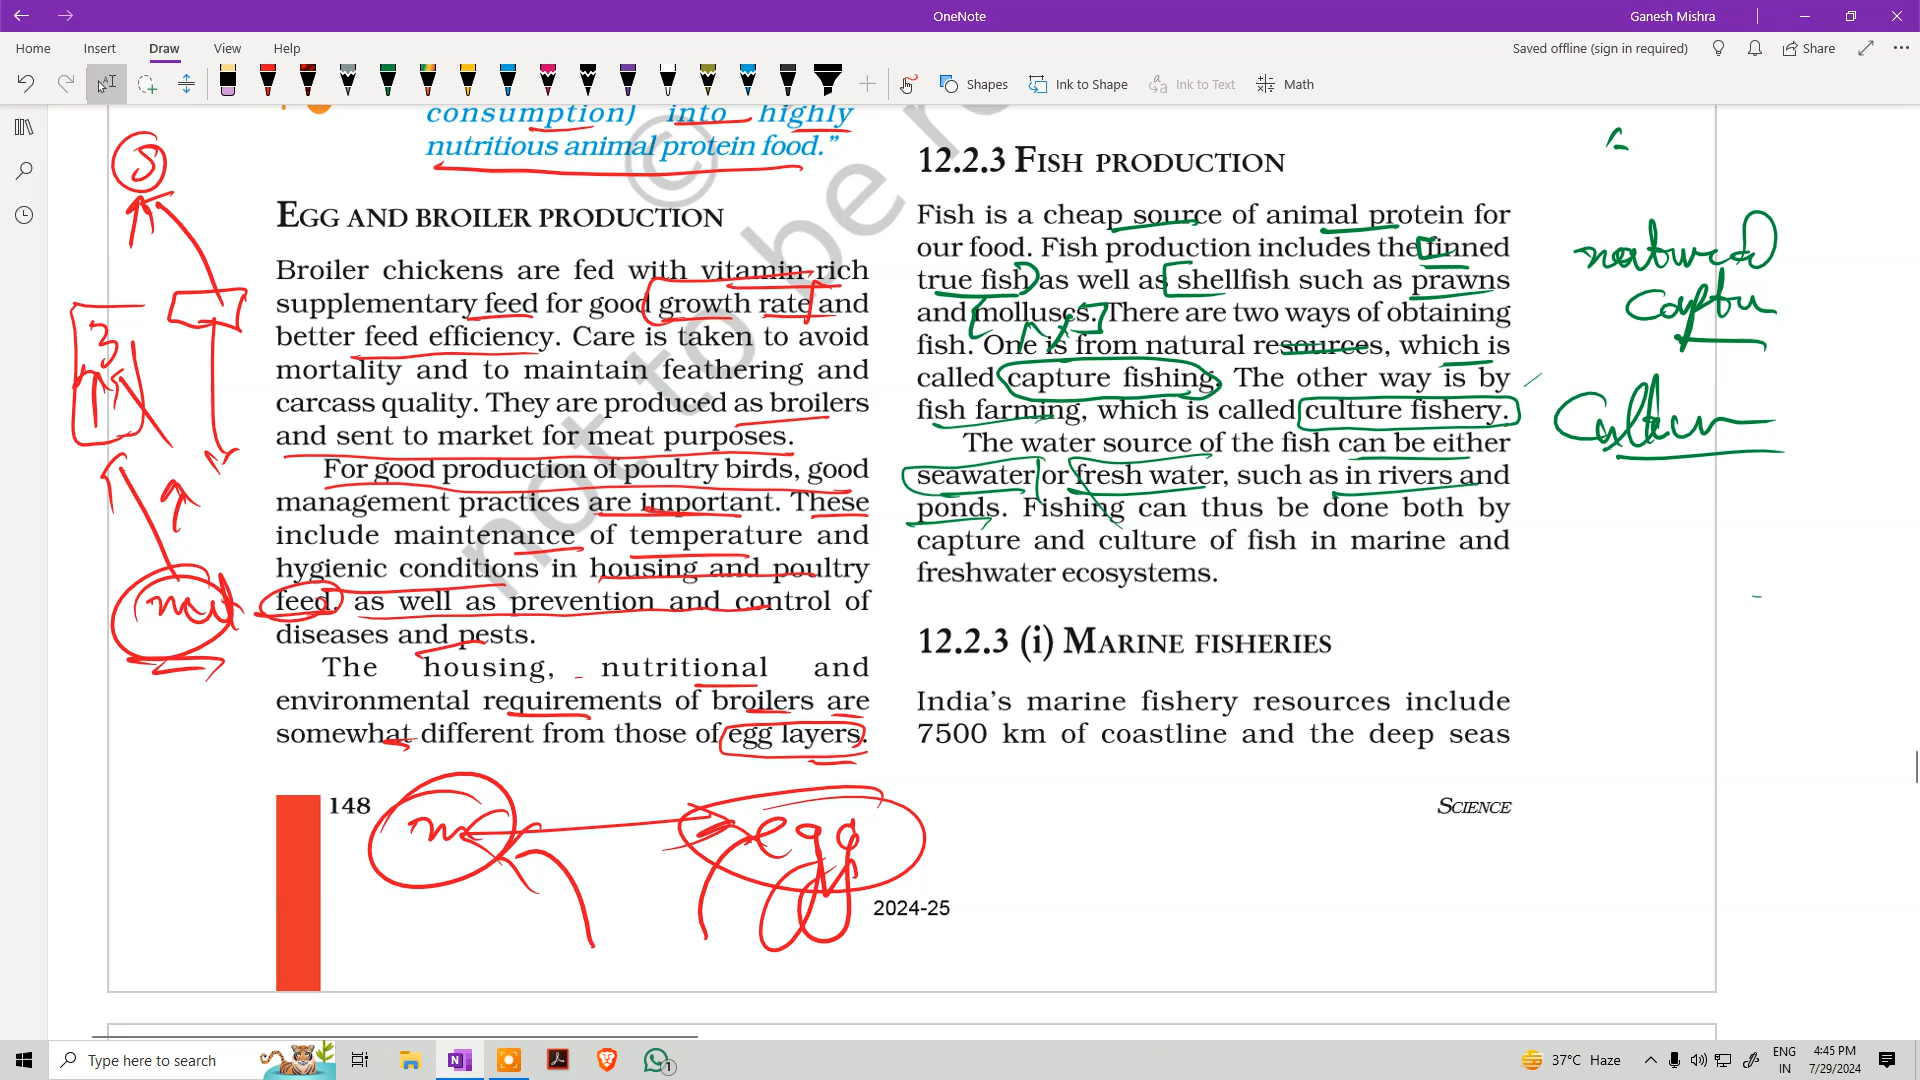 OneNote
Ganesh Mishra
Home Insert Draw View Help
Saved offline (sign in required)
Share
Shapes
Ink to Shape
Ink to Text
Math
consumption) into highly
nutritious animal protein food."
EGG AND BROILER PRODUCTION
Broiler chickens are fed with vitamin rich
supplementary feed for good growth rate and
better feed efficiency. Care is taken to avoid
mortality and to maintain feathering and
carcass quality. They are produced as broilers
and sent to market for meat purposes.
For good production of poultry birds, good
management practices are important. These
include maintenance of temperature and
hygienic conditions in housing and poultry
feed, as well as prevention and control of
diseases and pests.
The housing, nutritional and
environmental requirements of broilers are
somewhat different from those of egg layers.
148
egg
12.2.3 FISH PRODUCTION
Fish is a cheap source of animal protein for
our food. Fish production includes the finned
true fish as well as shellfish such as prawns
and molluscs. There are two ways of obtaining
fish. One is from natural resources, which is
called capture fishing. The other way is by
fish farming, which is called culture fishery.
The water source of the fish can be either
seawater or fresh water, such as in rivers and
ponds. Fishing can thus be done both by
capture and culture of fish in marine and
freshwater ecosystems.
12.2.3 (i) MARINE FISHERIES
India's marine fishery resources include
7500 km of coastline and the deep seas
SCIENCE
2024-25
© not to be r
Type here to search
37°C Haze
ENG
IN
4:45 PM
7/29/2024
1